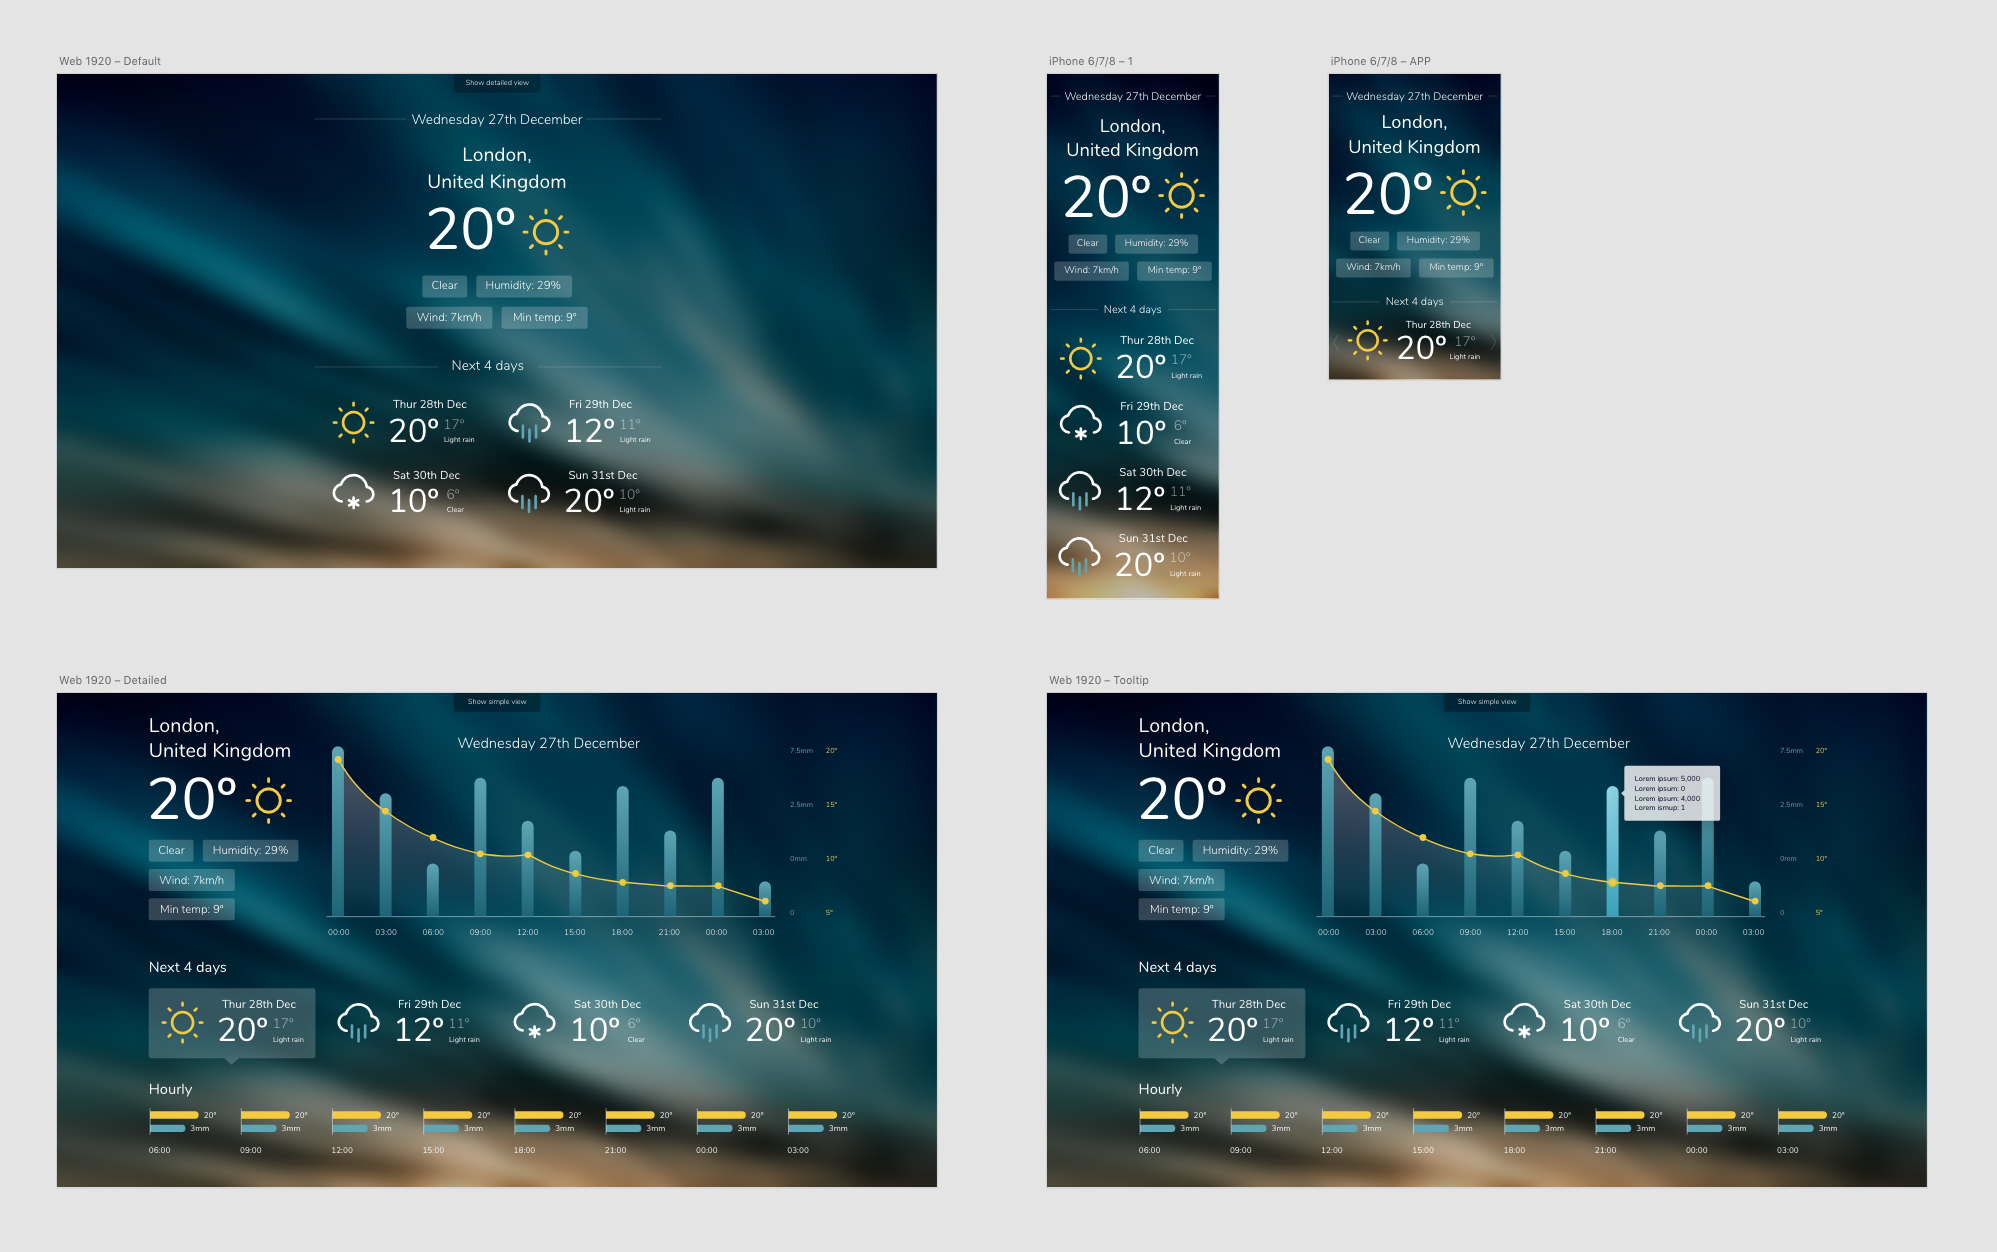 Web 1920 – Default
Show detailed view
Wednesday 27th December
London,
United Kingdom
20°
Clear
Humidity: 29%
Wind: 7km/h
Min temp: 9°
Next 4 days
Thur 28th Dec
20° 17°
Light rain
Fri 29th Dec
12° 11°
Light rain
Sat 30th Dec
10° 6°
Clear
Sun 31st Dec
20° 10°
Light rain
iPhone 6/7/8 – 1
Wednesday 27th December
London,
United Kingdom
20°
Clear
Humidity: 29%
Wind: 7km/h
Min temp: 9°
Next 4 days
Thur 28th Dec
20° 17°
Light rain
Fri 29th Dec
10° 6°
Clear
Sat 30th Dec
12° 11°
Light rain
Sun 31st Dec
20° 10°
Light rain
iPhone 6/7/8 – APP
Wednesday 27th December
London,
United Kingdom
20°
Clear
Humidity: 29%
Wind: 7km/h
Min temp: 9°
Next 4 days
Thur 28th Dec
20° 17°
Light rain
Web 1920 – Detailed
Show simple view
London,
United Kingdom
20°
Clear
Humidity: 29%
Wind: 7km/h
Min temp: 9°
Wednesday 27th December
7.5mm 20°
2.5mm 15°
0mm 10°
0 5°
00:00 03:00 06:00 09:00 12:00 15:00 18:00 21:00 00:00 03:00
Next 4 days
Thur 28th Dec
20° 17°
Light rain
Fri 29th Dec
12° 11°
Light rain
Sat 30th Dec
10° 6°
Clear
Sun 31st Dec
20° 10°
Light rain
Hourly
20° 20° 20° 20° 20° 20° 20° 20°
3mm 3mm 3mm 3mm 3mm 3mm 3mm 3mm
06:00 09:00 12:00 15:00 18:00 21:00 00:00 03:00
Web 1920 – Tooltip
Show simple view
London,
United Kingdom
20°
Clear
Humidity: 29%
Wind: 7km/h
Min temp: 9°
Wednesday 27th December
Lorem ipsum: 5,000
Lorem ipsum: 0
Lorem ipsum: 4,000
Lorem ismup: 1
7.5mm 20°
2.5mm 15°
0mm 10°
0 5°
00:00 03:00 06:00 09:00 12:00 15:00 18:00 21:00 00:00 03:00
Next 4 days
Thur 28th Dec
20° 17°
Light rain
Fri 29th Dec
12° 11°
Light rain
Sat 30th Dec
10° 6°
Clear
Sun 31st Dec
20° 10°
Light rain
Hourly
20° 20° 20° 20° 20° 20° 20° 20°
3mm 3mm 3mm 3mm 3mm 3mm 3mm 3mm
06:00 09:00 12:00 15:00 18:00 21:00 00:00 03:00